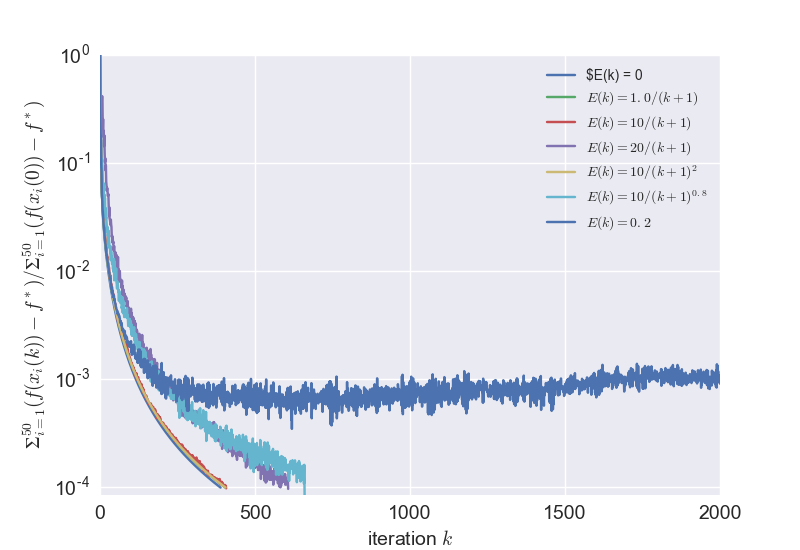 10^0
10^{-1}
10^{-2}
10^{-3}
10^{-4}
Σ_{i=1}^{50}(f(x_i(k)) − f*)/Σ_{i=1}^{50}(f(x_i(0)) − f*)
$E(k) = 0
E(k) = 1.0/(k+1)
E(k) = 10/(k+1)
E(k) = 20/(k+1)
E(k) = 10/(k+1)^2
E(k) = 10/(k+1)^{0.8}
E(k) = 0.2
0 500 1000 1500 2000
iteration k